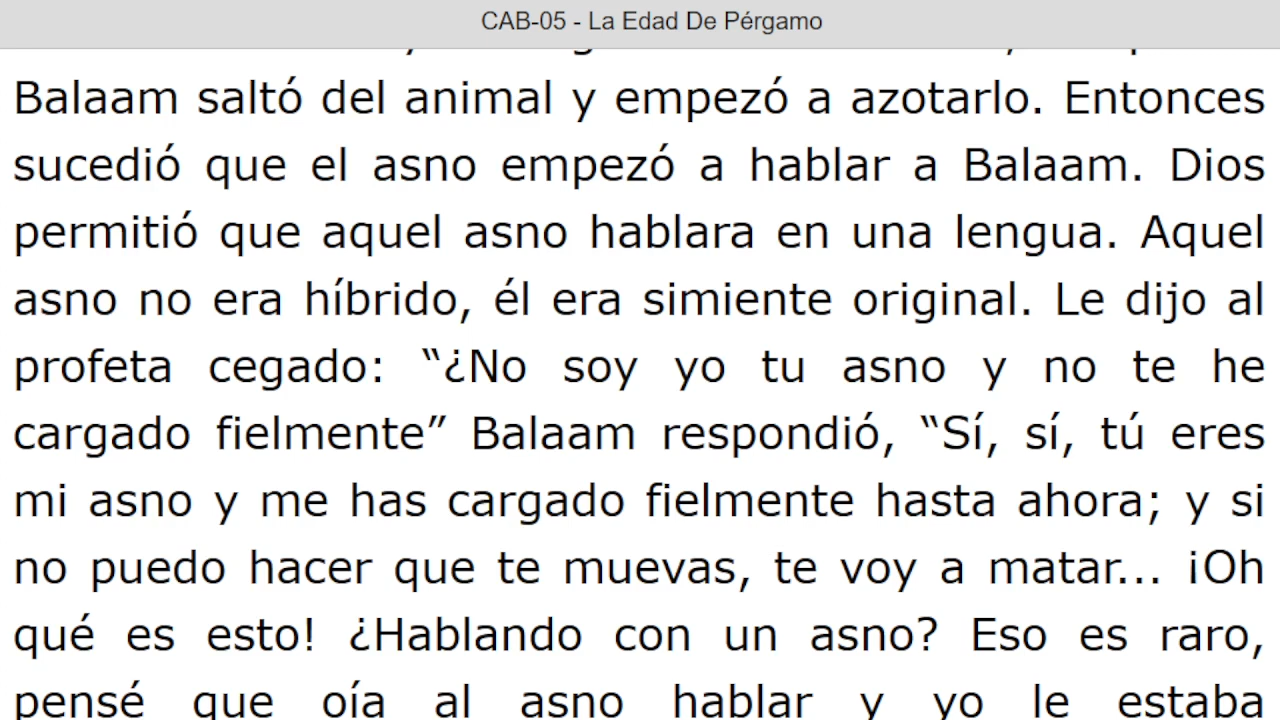 CAB-05 - La Edad De Pérgamo
Balaam saltó del animal y empezó a azotarlo. Entonces
sucedió que el asno empezó a hablar a Balaam. Dios
permitió que aquel asno hablara en una lengua. Aquel
asno no era híbrido, él era simiente original. Le dijo al
profeta cegado: “¿No soy yo tu asno y no te he
cargado fielmente” Balaam respondió, “Sí, sí, tú eres
mi asno y me has cargado fielmente hasta ahora; y si
no puedo hacer que te muevas, te voy a matar... ¡Oh
qué es esto! ¿Hablando con un asno? Eso es raro,
pensé que oía al asno hablar y yo le estaba